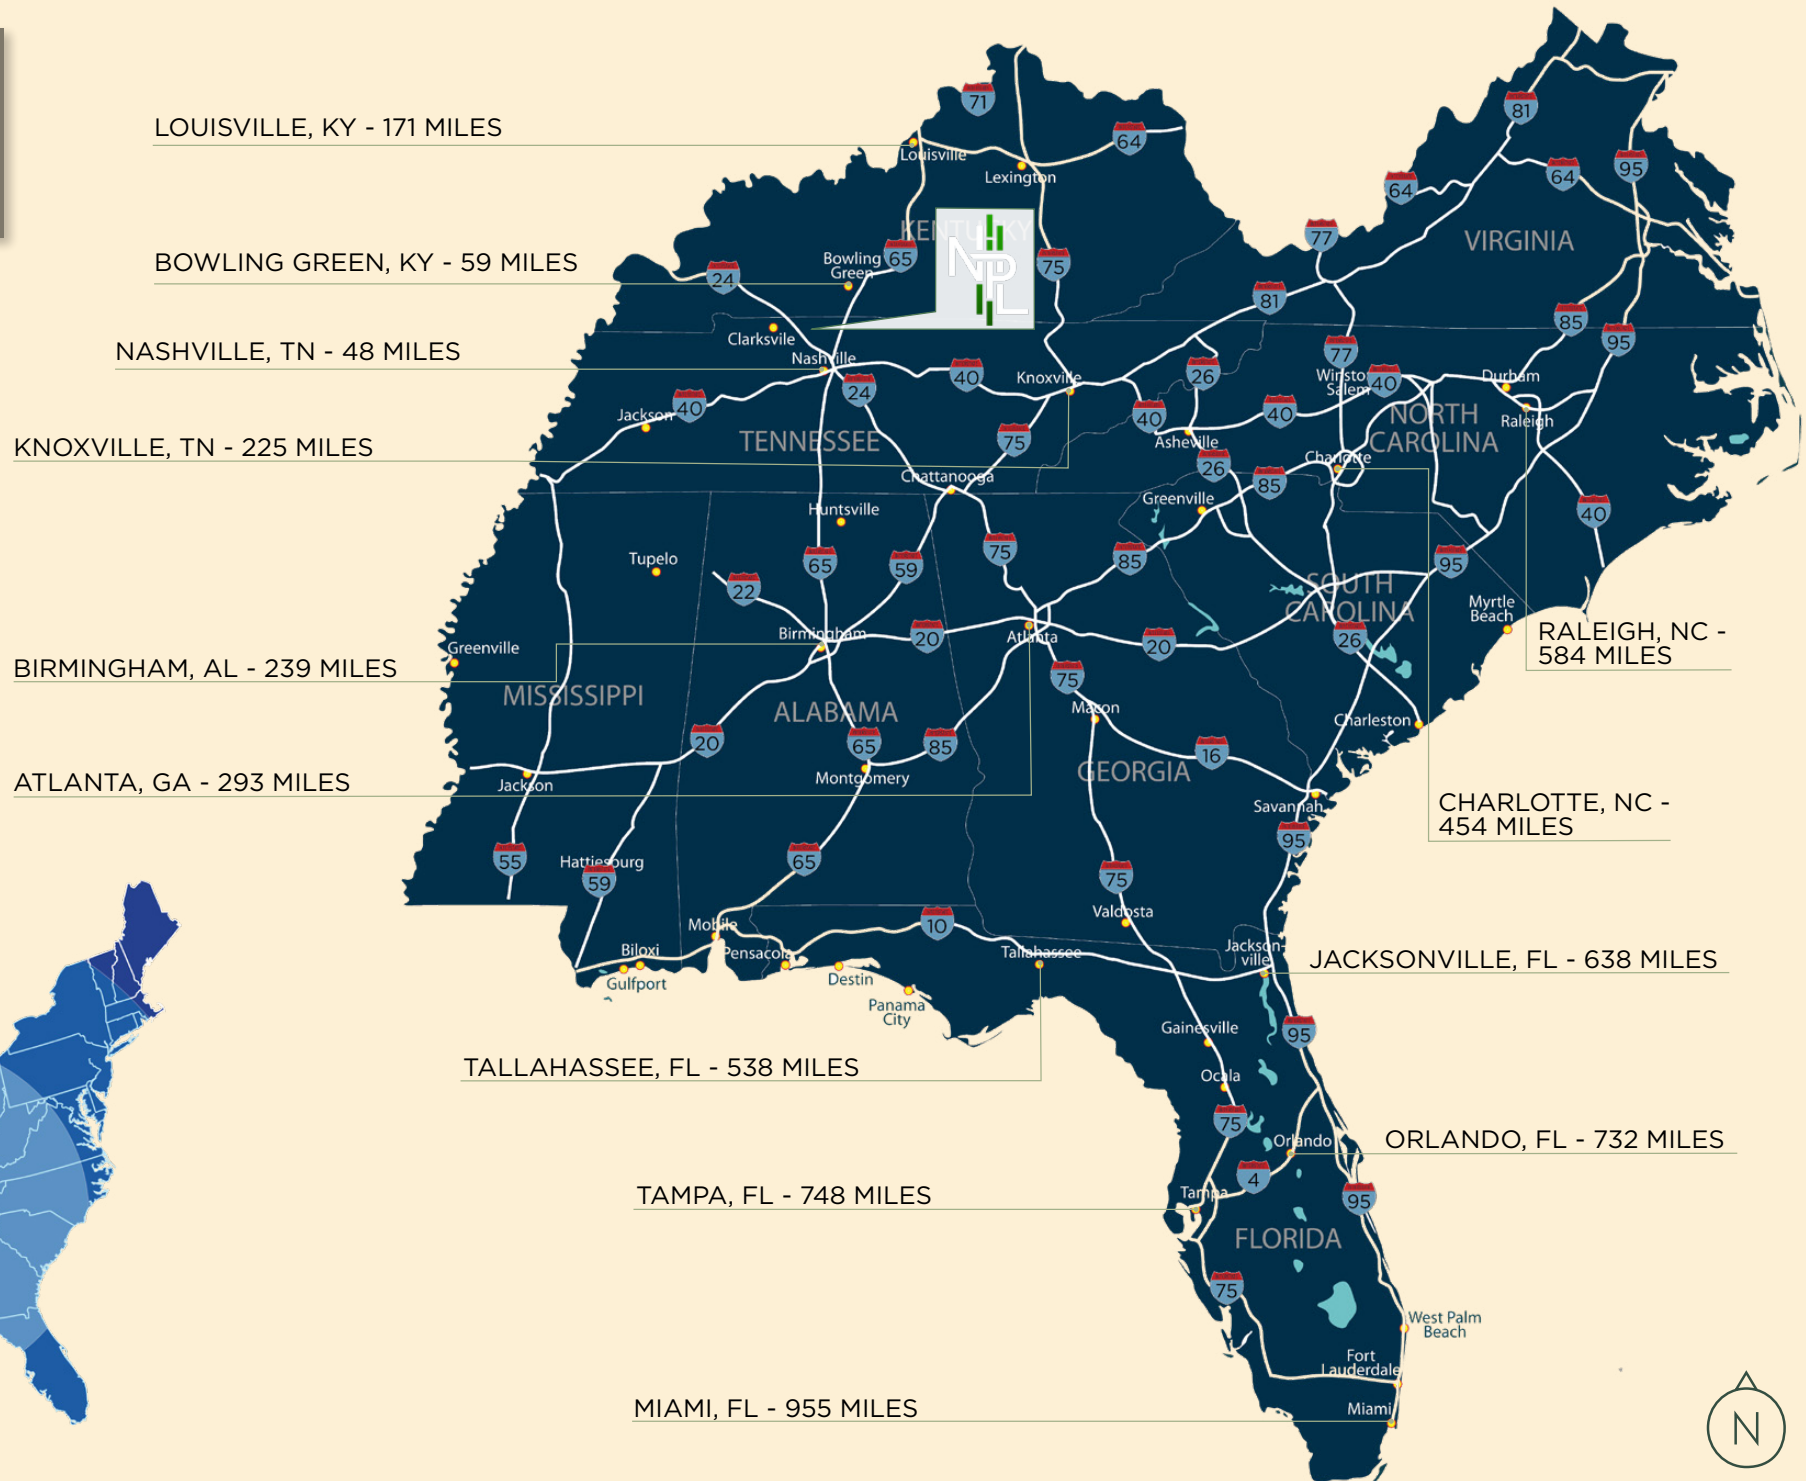 71
81
LOUISVILLE, KY - 171 MILES
64
Louisville
95
64
Lexington
64
KENTUCKY
NHPL
77
VIRGINIA
BOWLING GREEN, KY - 59 MILES
Bowling
Green
65
75
24
81
85
Clarksvile
95
NASHVILLE, TN - 48 MILES
Nashville
77
40
Knoxville
26
Winston
Salem
40
Durham
24
40
Jackson
40
40
NORTH
CAROLINA
Raleigh
TENNESSEE
75
Asheville
KNOXVILLE, TN - 225 MILES
Charlotte
26
Chattanooga
85
Greenville
Huntsville
40
75
Tupelo
65
59
85
95
22
SOUTH
CAROLINA
Myrtle
Beach
Birmingham
20
Atlanta
20
26
RALEIGH, NC -
584 MILES
Greenville
BIRMINGHAM, AL - 239 MILES
75
MISSISSIPPI
ALABAMA
Macon
Charleston
20
65
85
16
GEORGIA
ATLANTA, GA - 293 MILES
Jackson
Montgomery
Savannah
CHARLOTTE, NC -
454 MILES
95
55
Hattiesburg
65
59
75
Valdosta
10
Mobile
Biloxi
Pensacola
Tallahassee
Jackson-
ville
JACKSONVILLE, FL - 638 MILES
Gulfport
Destin
Panama
City
Gainesville
95
TALLAHASSEE, FL - 538 MILES
Ocala
75
Orlando
ORLANDO, FL - 732 MILES
4
TAMPA, FL - 748 MILES
Tampa
95
FLORIDA
75
West Palm
Beach
Fort
Lauderdale
MIAMI, FL - 955 MILES
Miami
N